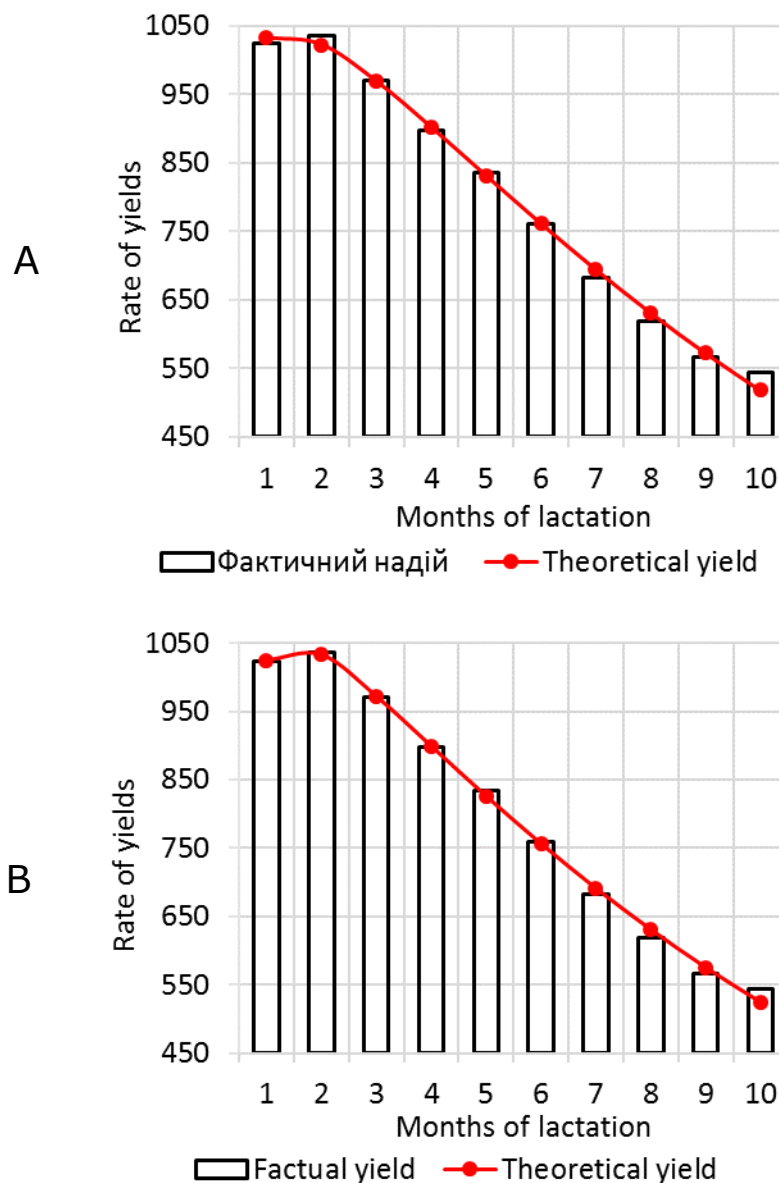 A
Rate of yields
1050
950
850
750
650
550
450
1 2 3 4 5 6 7 8 9 10
Months of lactation
Фактичний надій Theoretical yield
B
Rate of yields
1050
950
850
750
650
550
450
1 2 3 4 5 6 7 8 9 10
Months of lactation
Factual yield Theoretical yield